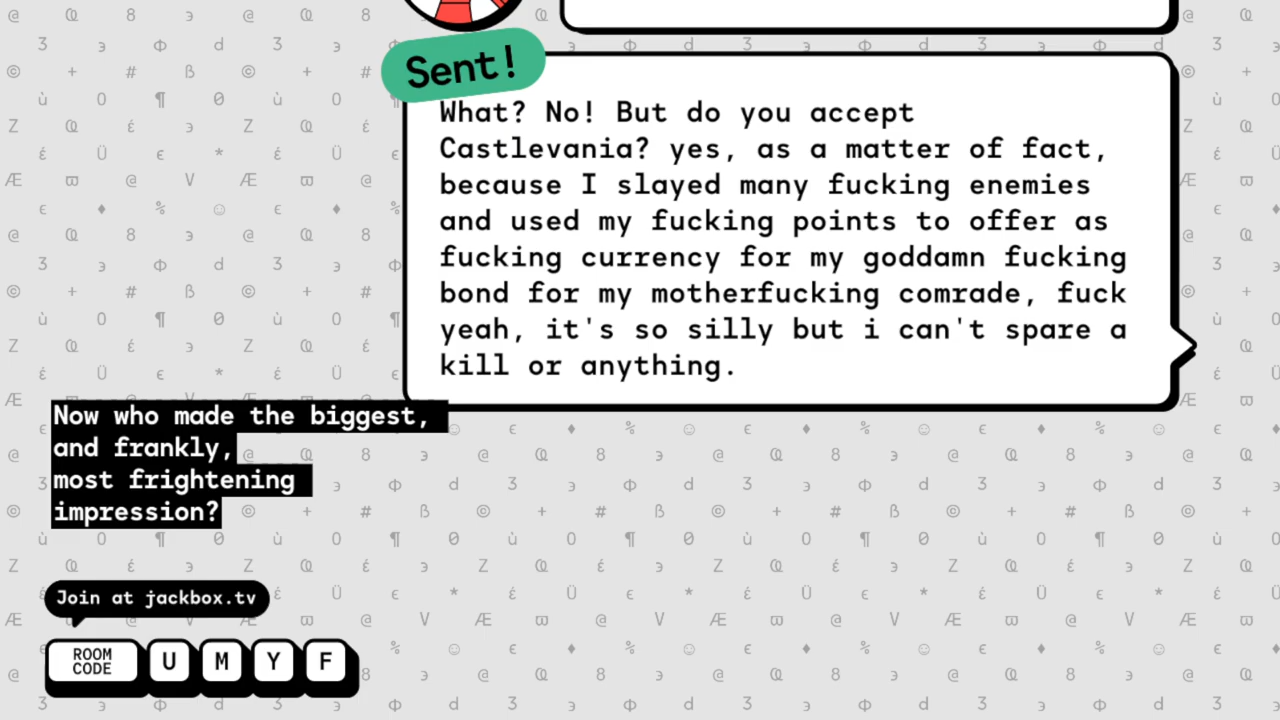 Sent!
What? No! But do you accept
Castlevania? yes, as a matter of fact,
because I slayed many fucking enemies
and used my fucking points to offer as
fucking currency for my goddamn fucking
bond for my motherfucking comrade, fuck
yeah, it's so silly but i can't spare a
kill or anything.
Now who made the biggest,
and frankly,
most frightening
impression?
Join at jackbox.tv
ROOM
CODE
U M Y F